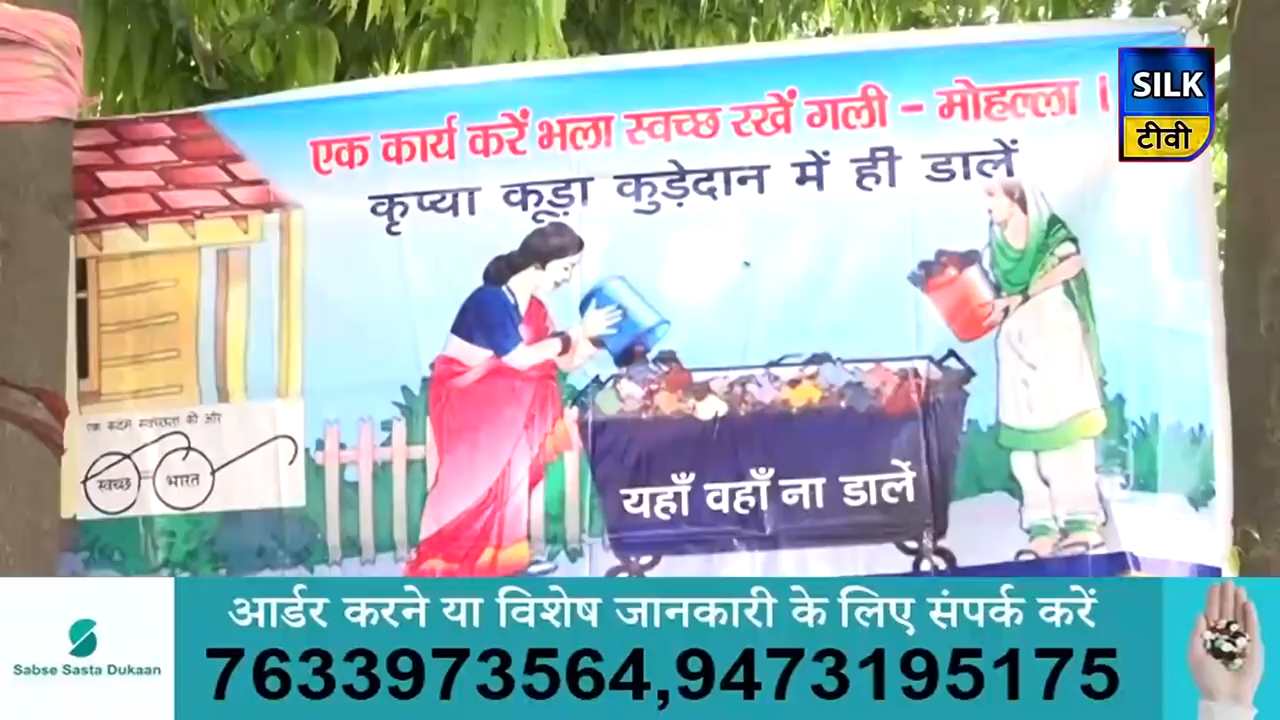 SILK
टीवी
एक कार्य करें भला स्वच्छ रखें गली - मोहल्ला ।
कृप्या कूड़ा कुड़ेदान में ही डालें
एक कदम स्वच्छता की और
स्वच्छ भारत
यहाँ वहाँ ना डालें
आर्डर करने या विशेष जानकारी के लिए संपर्क करें
Sabse Sasta Dukaan
7633973564,9473195175